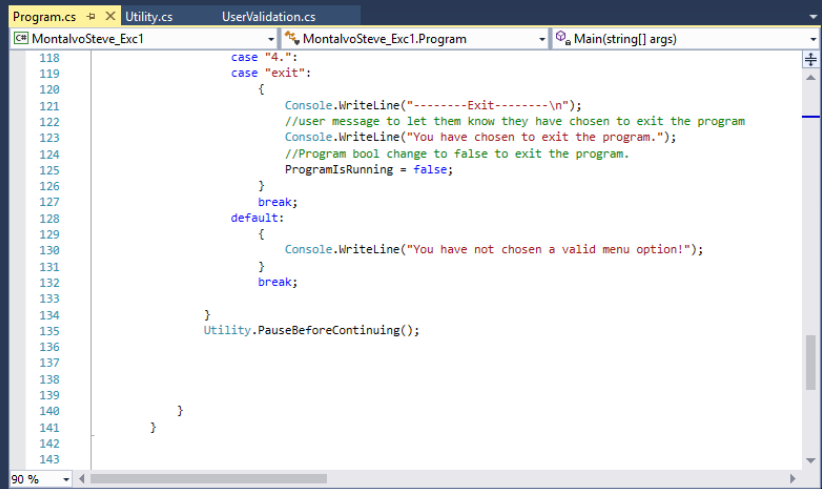 Program.cs Utility.cs UserValidation.cs
C# MontalvoSteve_Exc1 MontalvoSteve_Exc1.Program Main(string[] args)
118 case "4.":
119 case "exit":
120 {
121 Console.WriteLine("--------Exit--------\n");
122 //user message to let them know they have chosen to exit the program
123 Console.WriteLine("You have chosen to exit the program.");
124 //Program bool change to false to exit the program.
125 ProgramIsRunning = false;
126 }
127 break;
128 default:
129 {
130 Console.WriteLine("You have not chosen a valid menu option!");
131 }
132 break;
133
134 }
135 Utility.PauseBeforeContinuing();
136
137
138
139
140 }
141 }
142
143
90 %